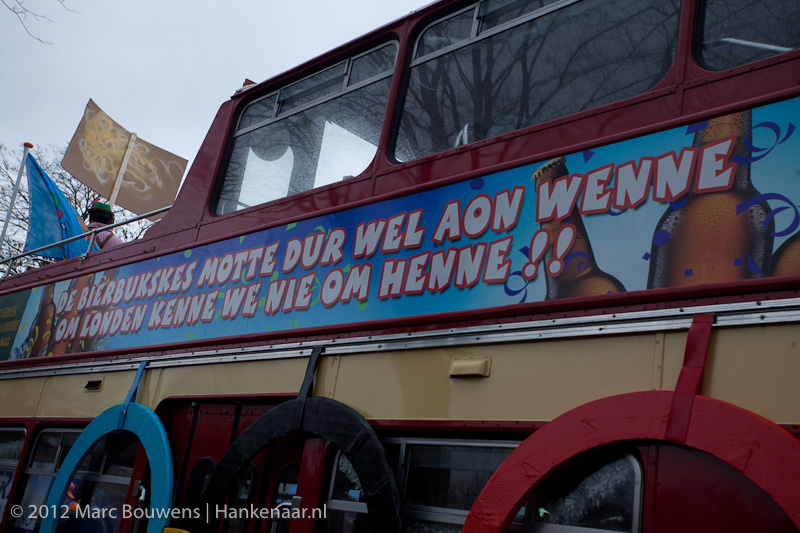 DE BIERBUKSKES MOTTE DUR WEL AON WENNE
OM LONDEN KENNE WE NIE OM HENNE !!
© 2012 Marc Bouwens | Hankenaar.nl